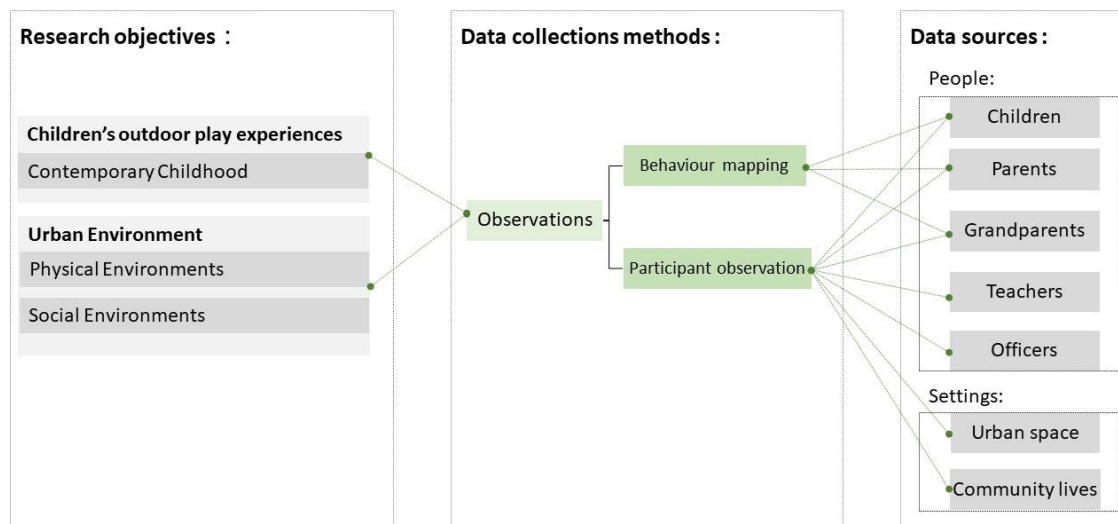 Research objectives :
Children's outdoor play experiences
Contemporary Childhood
Urban Environment
Physical Environments
Social Environments
Data collections methods :
Observations
Behaviour mapping
Participant observation
Data sources :
People:
Children
Parents
Grandparents
Teachers
Officers
Settings:
Urban space
Community lives